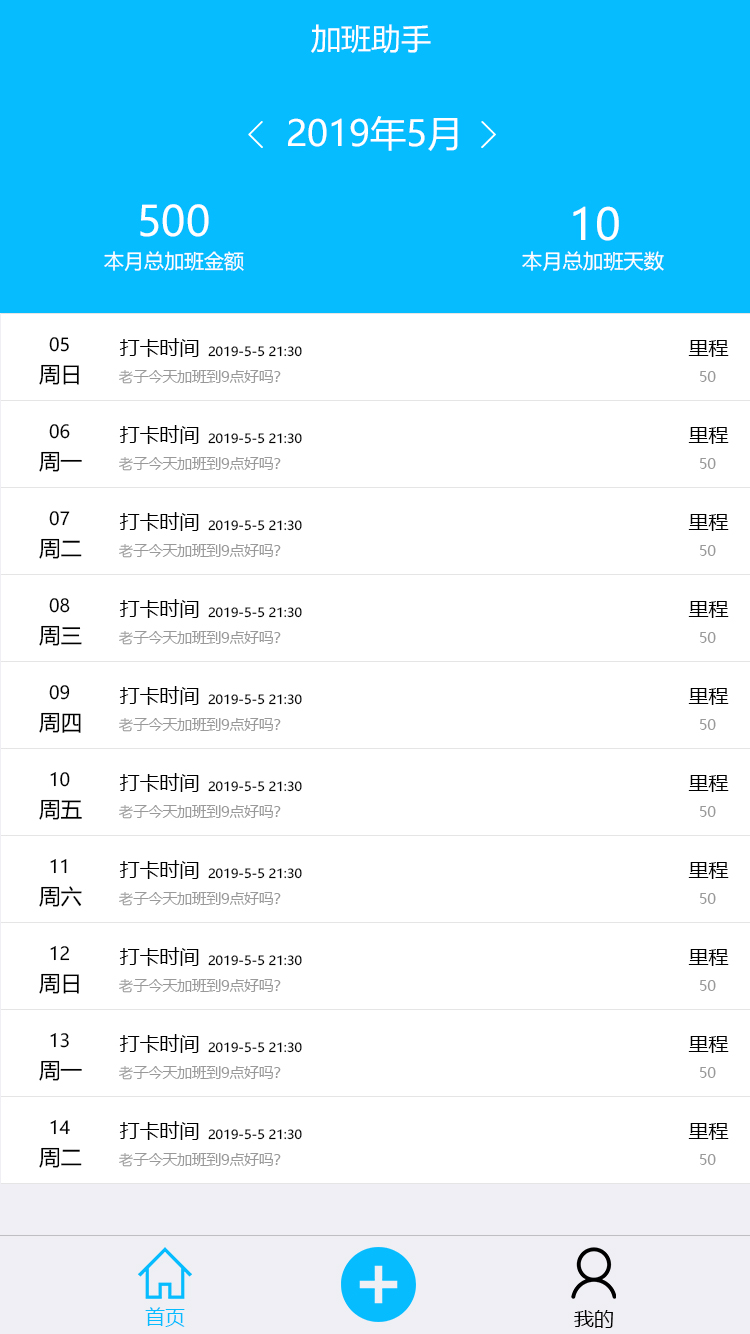 加班助手
2019年5月
500
10
本月总加班金额
本月总加班天数
05
周日
打卡时间 2019-5-5 21:30
老子今天加班到9点好吗?
里程
50
06
周一
打卡时间 2019-5-5 21:30
老子今天加班到9点好吗?
里程
50
07
周二
打卡时间 2019-5-5 21:30
老子今天加班到9点好吗?
里程
50
08
周三
打卡时间 2019-5-5 21:30
老子今天加班到9点好吗?
里程
50
09
周四
打卡时间 2019-5-5 21:30
老子今天加班到9点好吗?
里程
50
10
周五
打卡时间 2019-5-5 21:30
老子今天加班到9点好吗?
里程
50
11
周六
打卡时间 2019-5-5 21:30
老子今天加班到9点好吗?
里程
50
12
周日
打卡时间 2019-5-5 21:30
老子今天加班到9点好吗?
里程
50
13
周一
打卡时间 2019-5-5 21:30
老子今天加班到9点好吗?
里程
50
14
周二
打卡时间 2019-5-5 21:30
老子今天加班到9点好吗?
里程
50
首页
我的